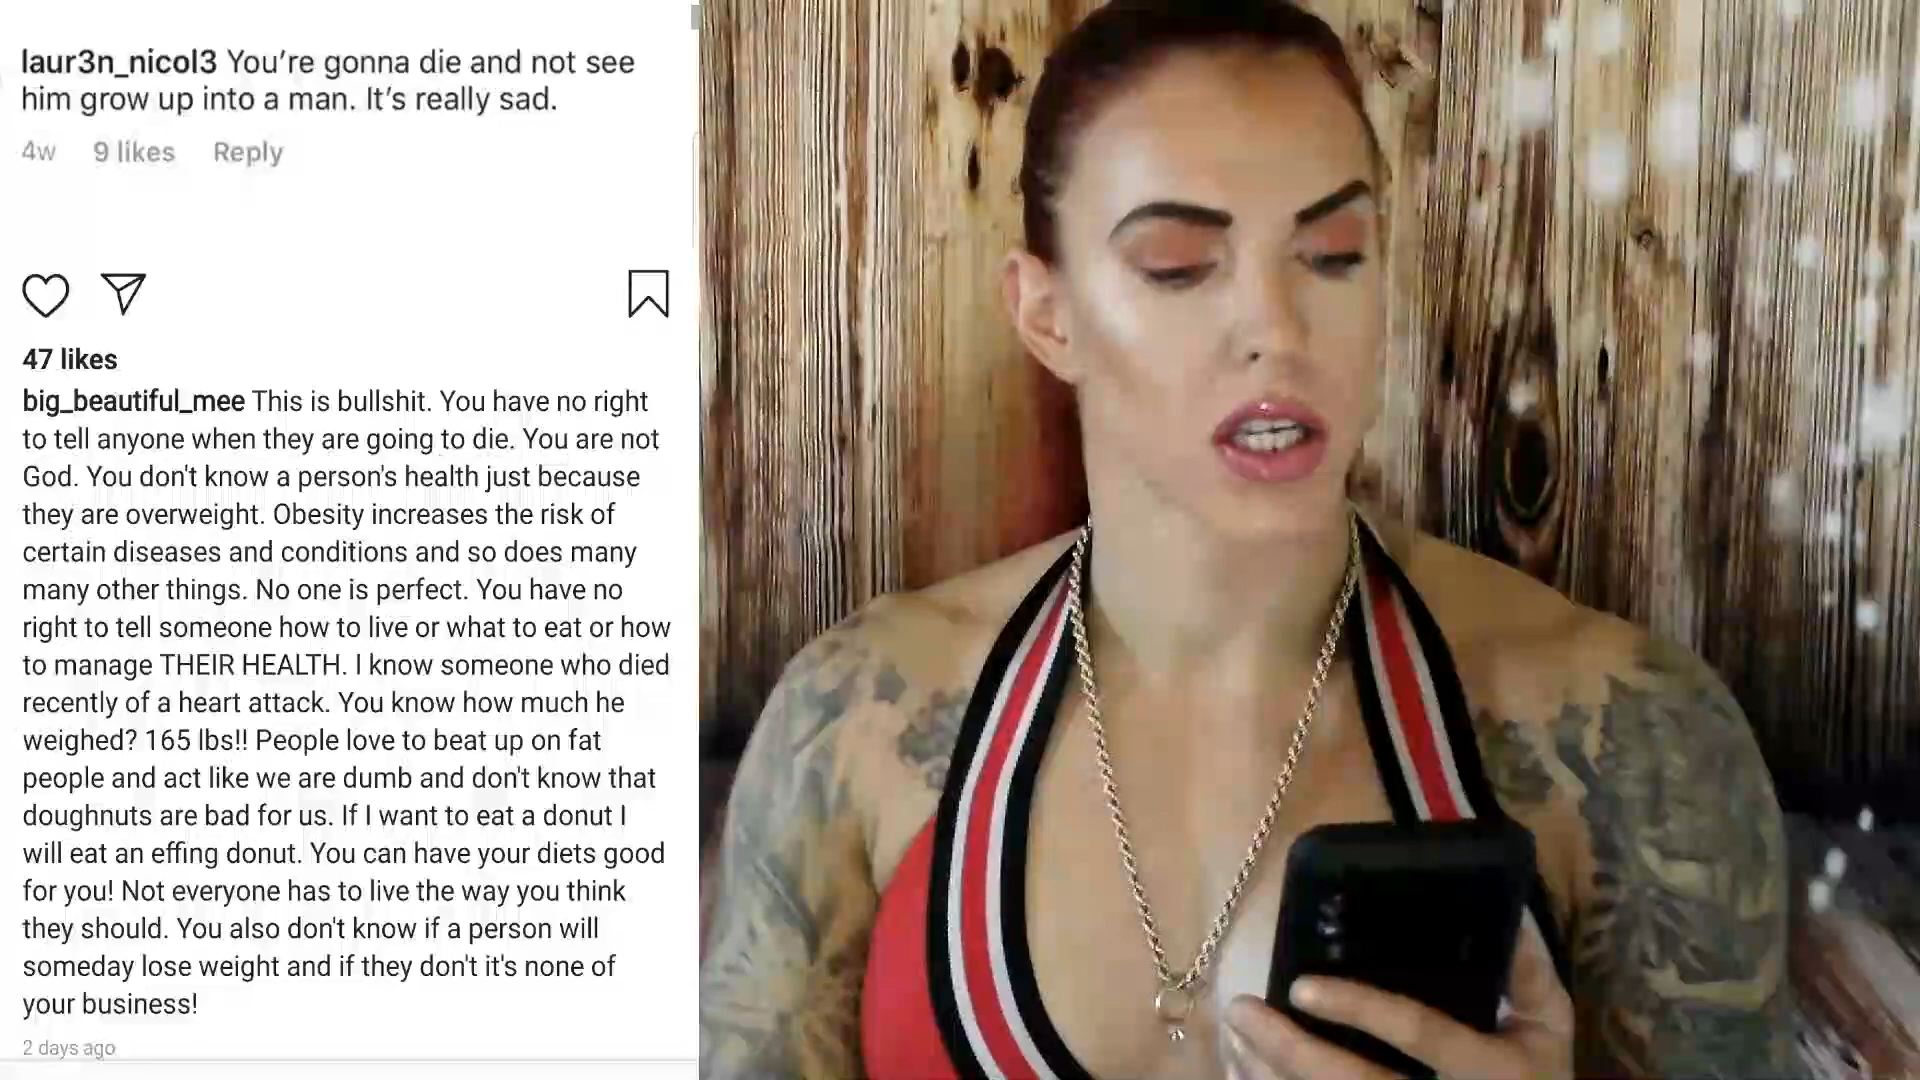 laur3n_nicol3 You’re gonna die and not see
him grow up into a man. It’s really sad.
4w 9 likes Reply
47 likes
big_beautiful_mee This is bullshit. You have no right
to tell anyone when they are going to die. You are not
God. You don't know a person's health just because
they are overweight. Obesity increases the risk of
certain diseases and conditions and so does many
many other things. No one is perfect. You have no
right to tell someone how to live or what to eat or how
to manage THEIR HEALTH. I know someone who died
recently of a heart attack. You know how much he
weighed? 165 lbs!! People love to beat up on fat
people and act like we are dumb and don't know that
doughnuts are bad for us. If I want to eat a donut I
will eat an effing donut. You can have your diets good
for you! Not everyone has to live the way you think
they should. You also don't know if a person will
someday lose weight and if they don't it's none of
your business!
2 days ago